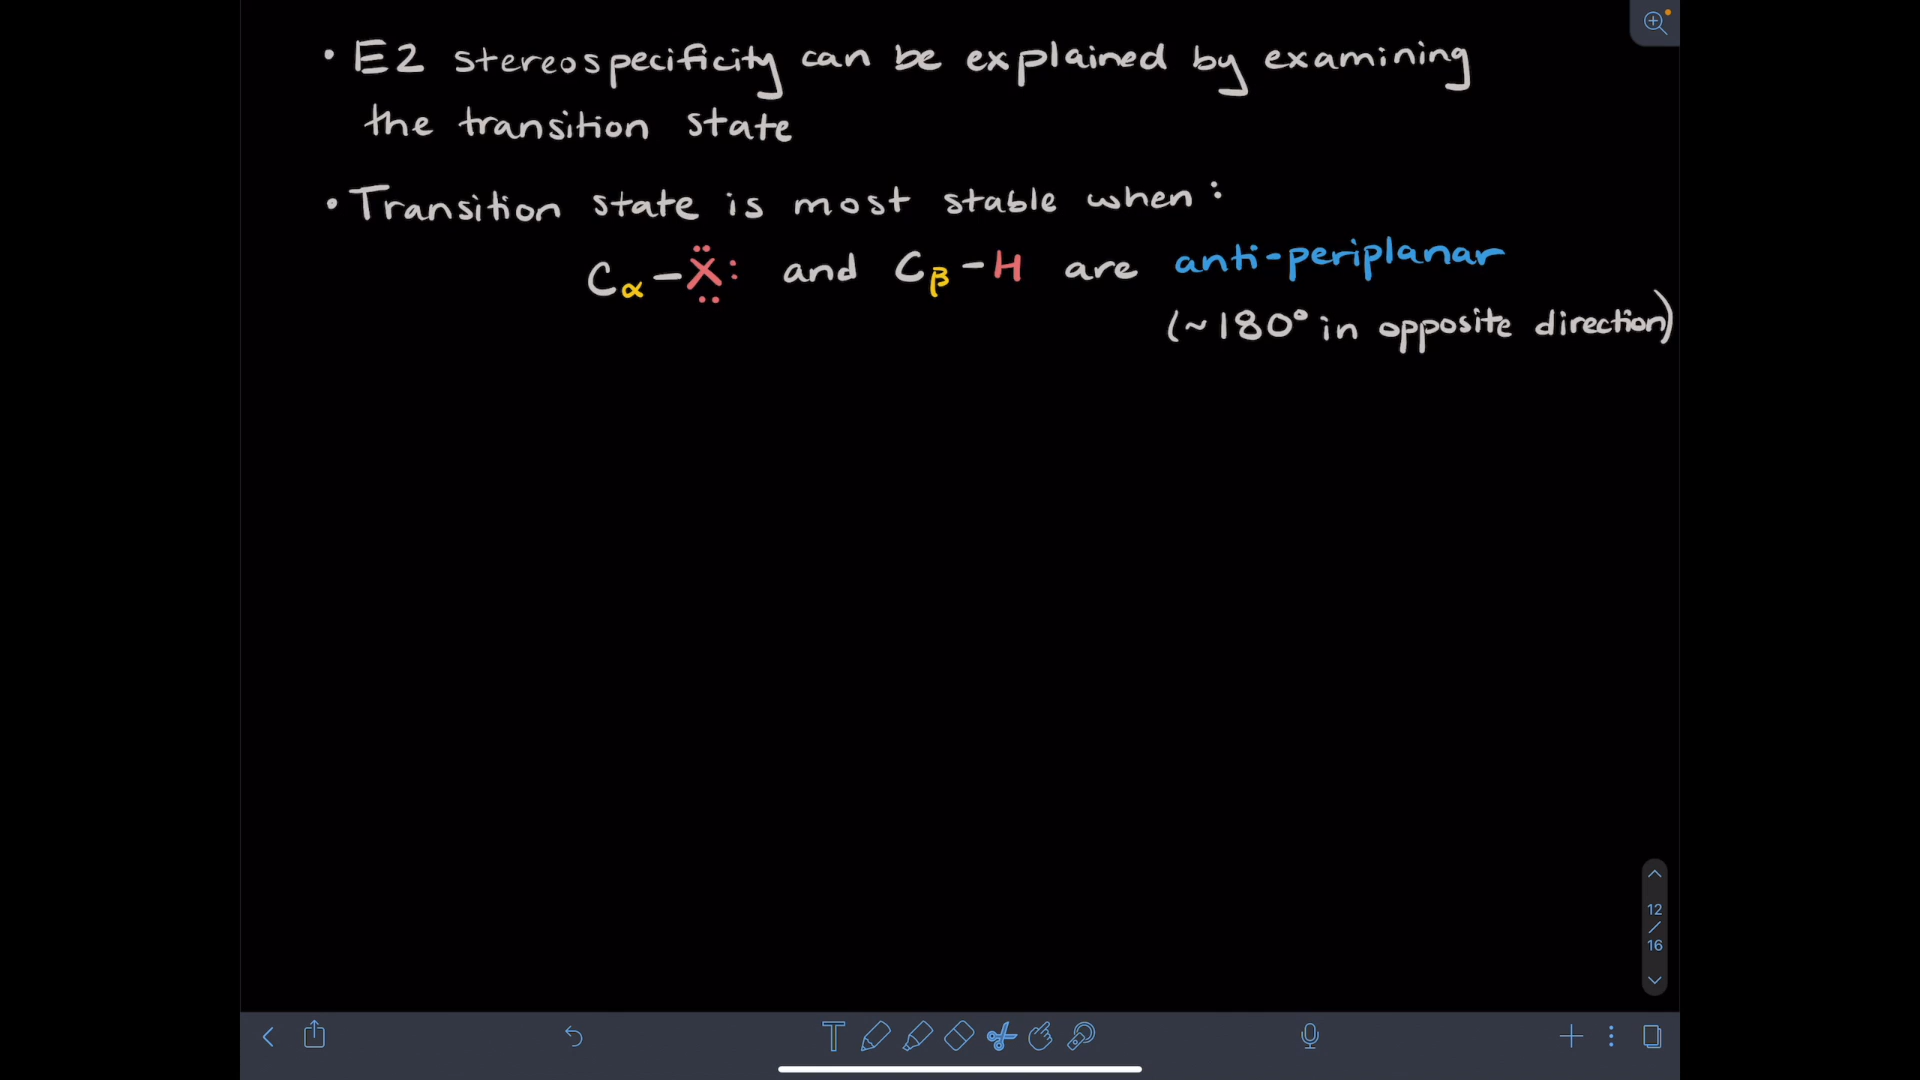 • E2 stereospecificity can be explained by examining
the transition state
• Transition state is most stable when:
Cα-X and Cβ-H are anti-periplanar
(~180° in opposite direction)
12
/
16
T